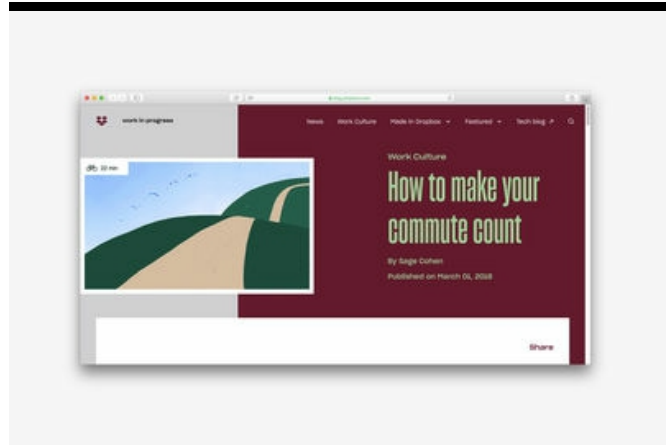 work in progress
News Work Culture Made in Dropbox Featured Tech blog ↗
22 min
Work Culture
How to make your
commute count
By Sage Cohen
Published on March 01, 2018
Share